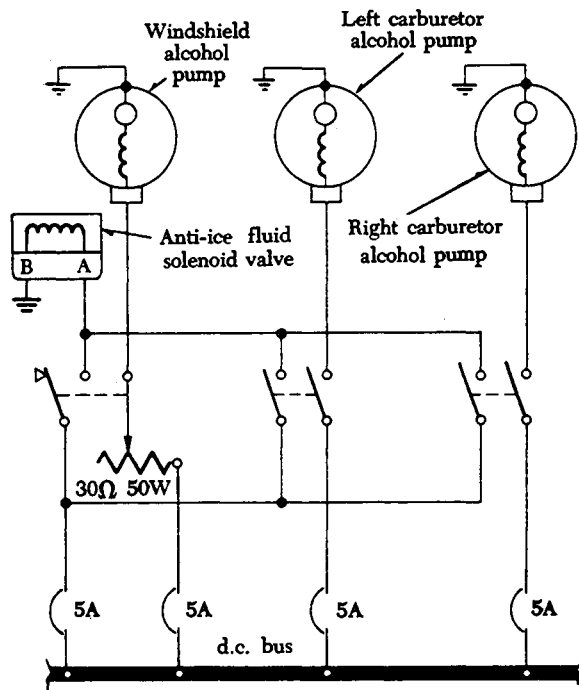 Windshield
alcohol
pump
Left carburetor
alcohol pump
Anti-ice fluid
solenoid valve
B A
Right carburetor
alcohol pump
30Ω 50W
5A
5A
5A
5A
d.c. bus